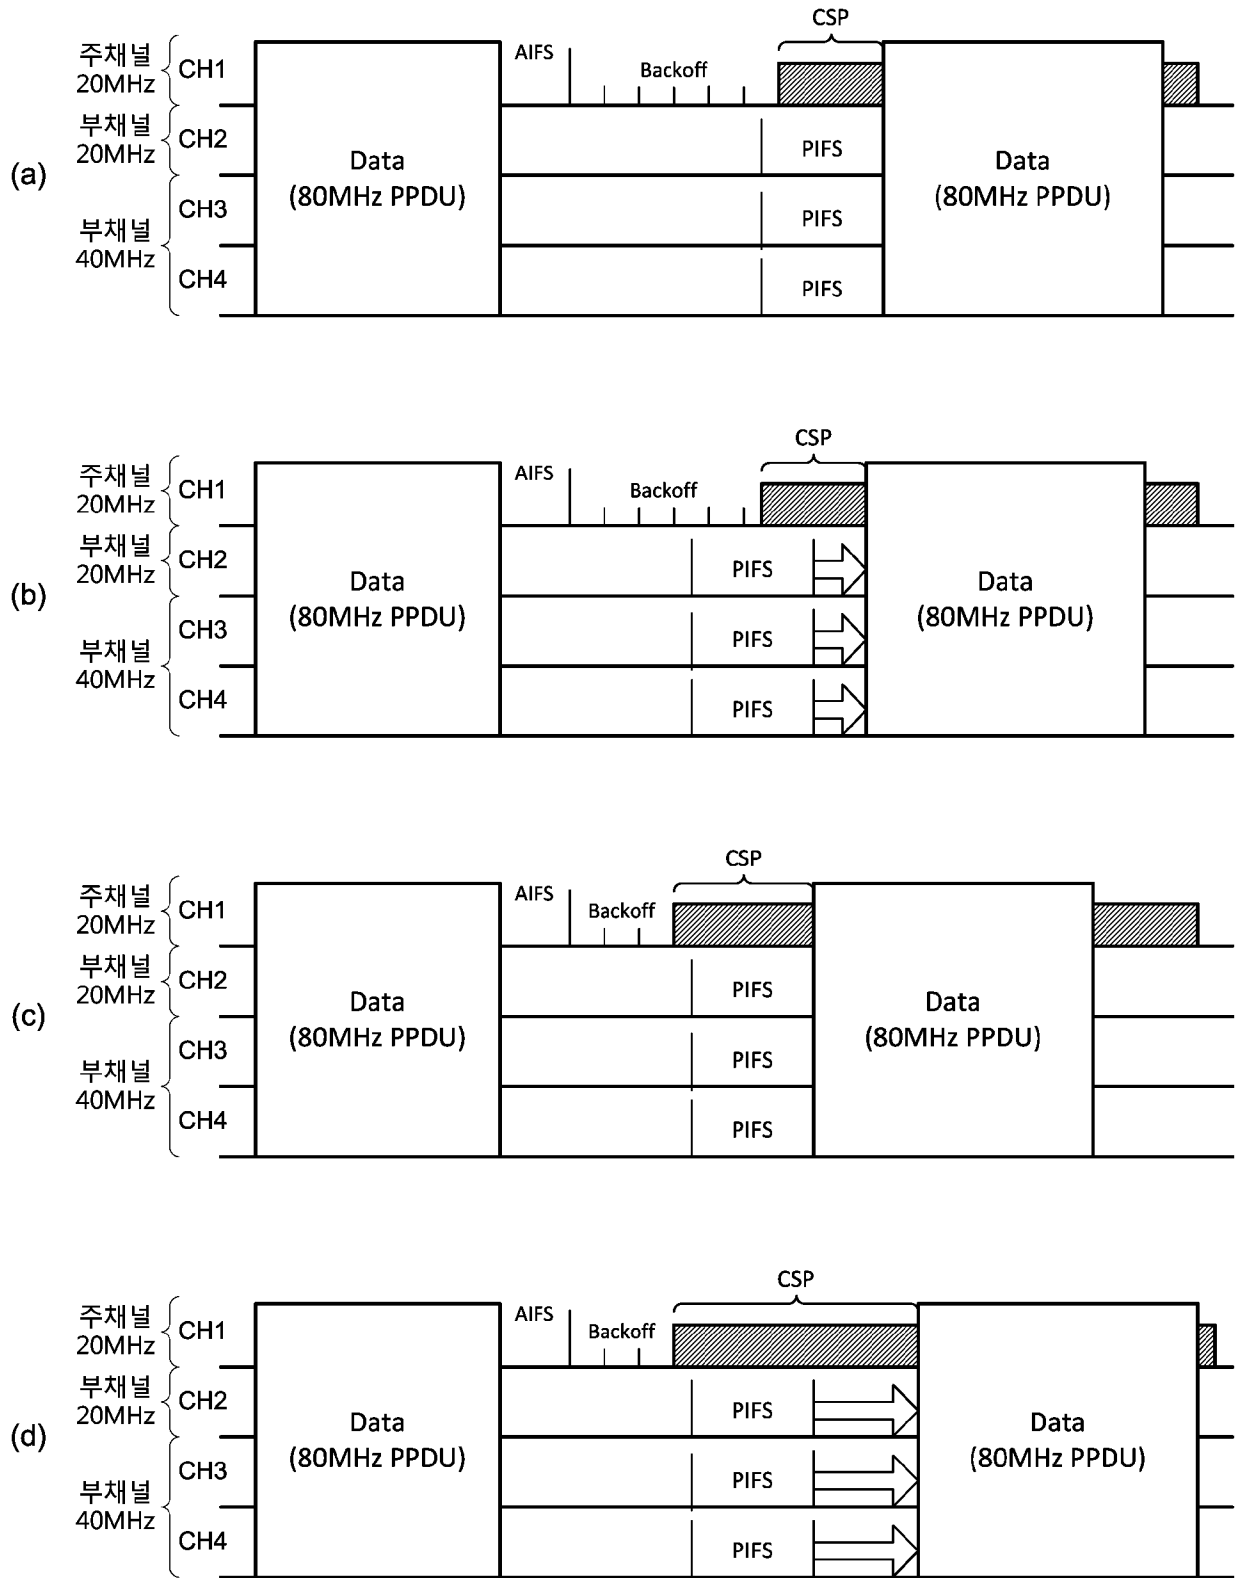 (a)
주채널
20MHz
CH1
AIFS
Backoff
CSP
부채널
20MHz
CH2
PIFS
부채널
40MHz
CH3
PIFS
CH4
PIFS
Data
(80MHz PPDU)
Data
(80MHz PPDU)
(b)
주채널
20MHz
CH1
AIFS
Backoff
CSP
부채널
20MHz
CH2
PIFS
부채널
40MHz
CH3
PIFS
CH4
PIFS
Data
(80MHz PPDU)
Data
(80MHz PPDU)
(c)
주채널
20MHz
CH1
AIFS
Backoff
CSP
부채널
20MHz
CH2
PIFS
부채널
40MHz
CH3
PIFS
CH4
PIFS
Data
(80MHz PPDU)
Data
(80MHz PPDU)
(d)
주채널
20MHz
CH1
AIFS
Backoff
CSP
부채널
20MHz
CH2
PIFS
부채널
40MHz
CH3
PIFS
CH4
PIFS
Data
(80MHz PPDU)
Data
(80MHz PPDU)